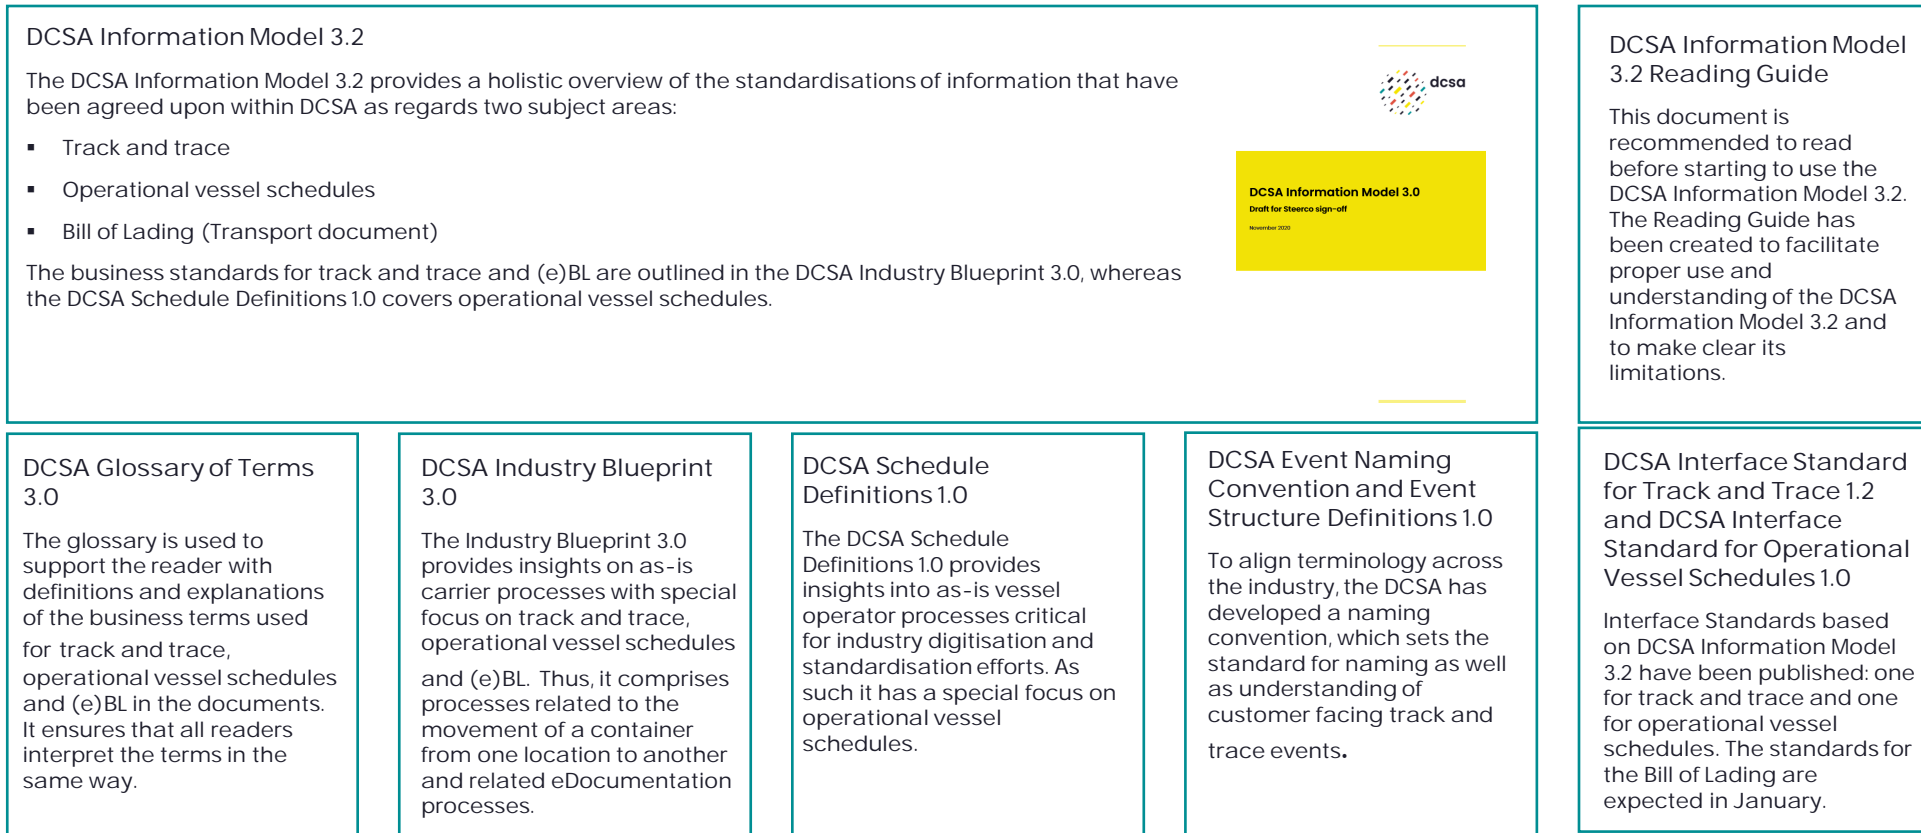 DCSA Information Model 3.2
The DCSA Information Model 3.2 provides a holistic overview of the standardisations of information that have
been agreed upon within DCSA as regards two subject areas:
▪ Track and trace
▪ Operational vessel schedules
▪ Bill of Lading (Transport document)
The business standards for track and trace and (e)BL are outlined in the DCSA Industry Blueprint 3.0, whereas
the DCSA Schedule Definitions 1.0 covers operational vessel schedules.
dcsa
DCSA Information Model 3.0
Draft for Steerco sign-off
November 2020
DCSA Information Model
3.2 Reading Guide
This document is
recommended to read
before starting to use the
DCSA Information Model 3.2.
The Reading Guide has
been created to facilitate
proper use and
understanding of the DCSA
Information Model 3.2 and
to make clear its
limitations.
DCSA Glossary of Terms
3.0
The glossary is used to
support the reader with
definitions and explanations
of the business terms used
for track and trace,
operational vessel schedules
and (e)BL in the documents.
It ensures that all readers
interpret the terms in the
same way.
DCSA Industry Blueprint
3.0
The Industry Blueprint 3.0
provides insights on as-is
carrier processes with special
focus on track and trace,
operational vessel schedules
and (e)BL. Thus, it comprises
processes related to the
movement of a container
from one location to another
and related eDocumentation
processes.
DCSA Schedule
Definitions 1.0
The DCSA Schedule
Definitions 1.0 provides
insights into as-is vessel
operator processes critical
for industry digitisation and
standardisation efforts. As
such it has a special focus on
operational vessel
schedules.
DCSA Event Naming
Convention and Event
Structure Definitions 1.0
To align terminology across
the industry, the DCSA has
developed a naming
convention, which sets the
standard for naming as well
as understanding of
customer facing track and
trace events.
DCSA Interface Standard
for Track and Trace 1.2
and DCSA Interface
Standard for Operational
Vessel Schedules 1.0
Interface Standards based
on DCSA Information Model
3.2 have been published: one
for track and trace and one
for operational vessel
schedules. The standards for
the Bill of Lading are
expected in January.